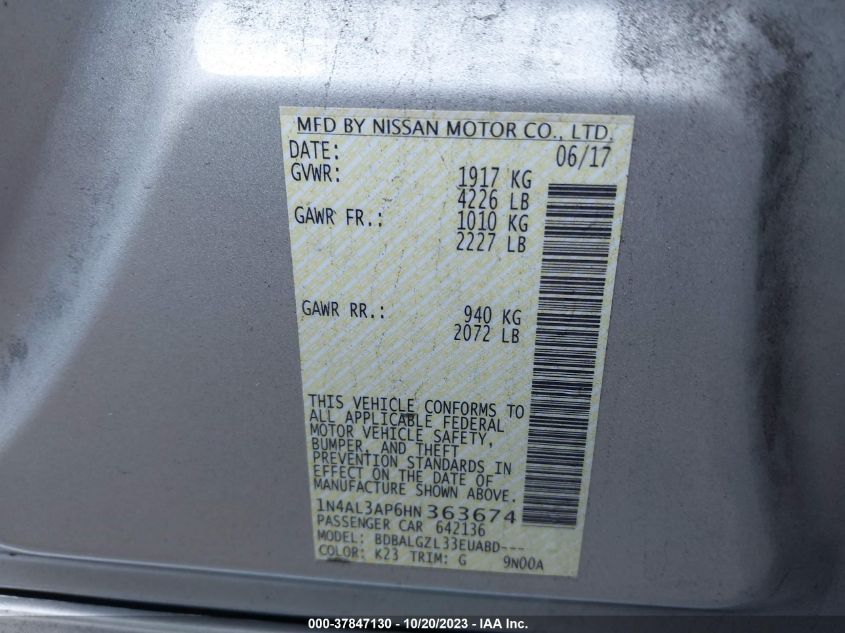 MFD BY NISSAN MOTOR CO., LTD.
DATE: 06/17
GVWR: 1917 KG
4226 LB
GAWR FR.: 1010 KG
2227 LB
GAWR RR.: 940 KG
2072 LB
THIS VEHICLE CONFORMS TO
ALL APPLICABLE FEDERAL
MOTOR VEHICLE SAFETY,
BUMPER, AND THEFT
PREVENTION STANDARDS IN
EFFECT ON THE DATE OF
MANUFACTURE SHOWN ABOVE.
1N4AL3AP6HN363674
PASSENGER CAR 642136
MODEL: BDBALGZL33EUABD---
COLOR: K23 TRIM: G 9N00A
000-37847130 - 10/20/2023 - IAA Inc.